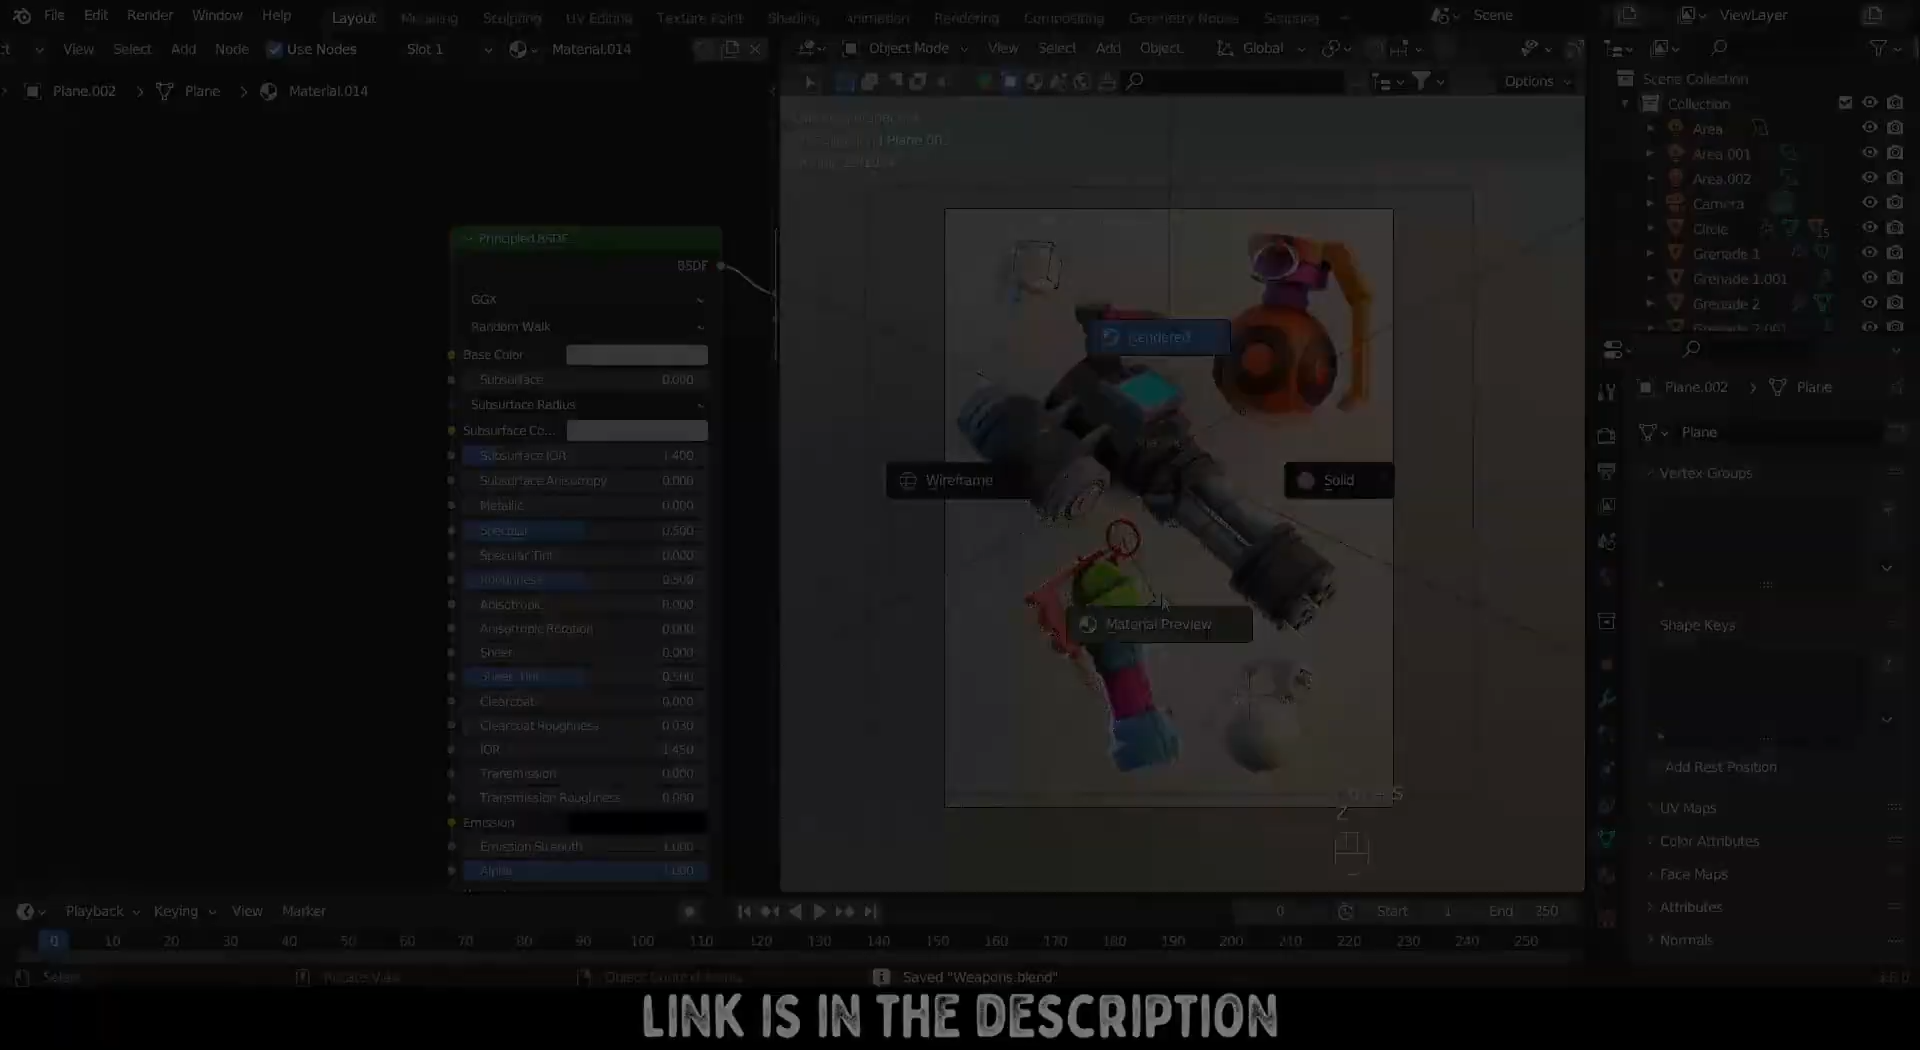 File Edit Render Window Help Layout Modeling Sculpting UV Editing Texture Paint Shading Animation Rendering Compositing Geometry Node Scripting Scene ViewLayer
View Select Add Node Use Nodes Slot 1 Material.014 Object Mode View Select Add Object Global
Plane.002 > Plane > Material.014
Options
Plane.00
Scene Collection
Collection
Area
Area.001
Area.002
Camera
Circle
Grenade 1
Grenade 1.001
Grenade 2
Principled BSDF
BSDF
GGX
Random Walk
Base Color
Subsurface 0.000
Subsurface Radius
Subsurface Co...
Subsurface IOR 1.400
Subsurface Anisotropy 0.000
Metallic 0.000
Specular 0.500
Specular Tint 0.000
Roughness 0.500
Anisotropic 0.000
Anisotropic Rotation 0.000
Sheen 0.000
Sheen Tint 0.500
Clearcoat 0.000
Clearcoat Roughness 0.030
IOR 1.450
Transmission 0.000
Transmission Roughness 0.000
Emission
Emission Strength 1.000
Alpha 1.000
Rendered
Wireframe
Solid
Material Preview
Z
Plane.002 > Plane
Plane
Vertex Groups
Shape Keys
Add Rest Position
UV Maps
Color Attributes
Face Maps
Attributes
Normals
Playback Keying View Marker 0 Start 1 End 250
0 10 20 30 40 50 60 70 80 90 100 110 120 130 140 150 160 170 180 190 200 210 220 230 240 250
Select Rotate View Object Context Menu Saved "Weapons.blend"
LINK IS IN THE DESCRIPTION